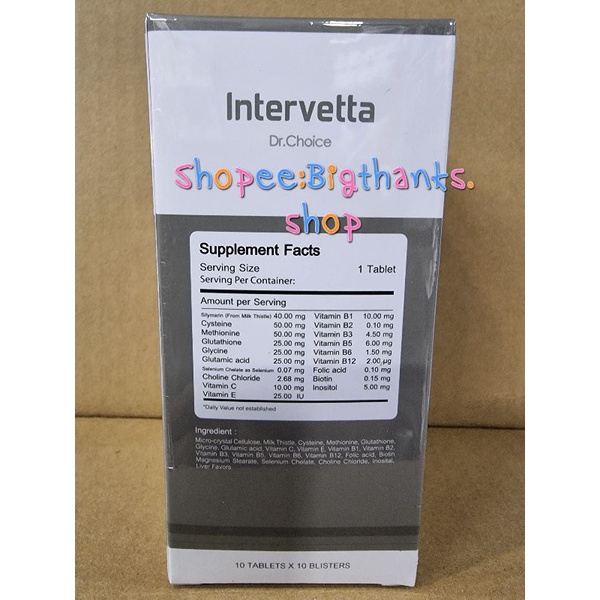 Intervetta
Dr.Choice
Shopee:Bigthanks.
shop
Supplement Facts
Serving Size 1 Tablet
Serving Per Container:
Amount per Serving
Silymarin (From Milk Thistle) 40.00 mg Vitamin B1 10.00 mg
Cysteine 50.00 mg Vitamin B2 0.10 mg
Methionine 50.00 mg Vitamin B3 4.50 mg
Glutathione 25.00 mg Vitamin B5 6.00 mg
Glycine 25.00 mg Vitamin B6 1.50 mg
Glutamic acid 25.00 mg Vitamin B12 2.00 µg
Selenium Chelate as Selenium 0.07 mg Folic acid 0.10 mg
Choline Chloride 2.68 mg Biotin 0.15 mg
Vitamin C 10.00 mg Inositol 5.00 mg
Vitamin E 25.00 IU
*Daily Value not established
Ingredient :
Micro-crystal Cellulose, Milk Thistle, Cysteine, Methionine, Glutathione,
Glycine, Glutamic acid, Vitamin C, Vitamin E, Vitamin B1, Vitamin B2,
Vitamin B3, Vitamin B5, Vitamin B6, Vitamin B12, Folic acid, Biotin
Magnesium Stearate, Selenium Chelate, Choline Chloride, Inositol,
Liver Flavors
10 TABLETS X 10 BLISTERS